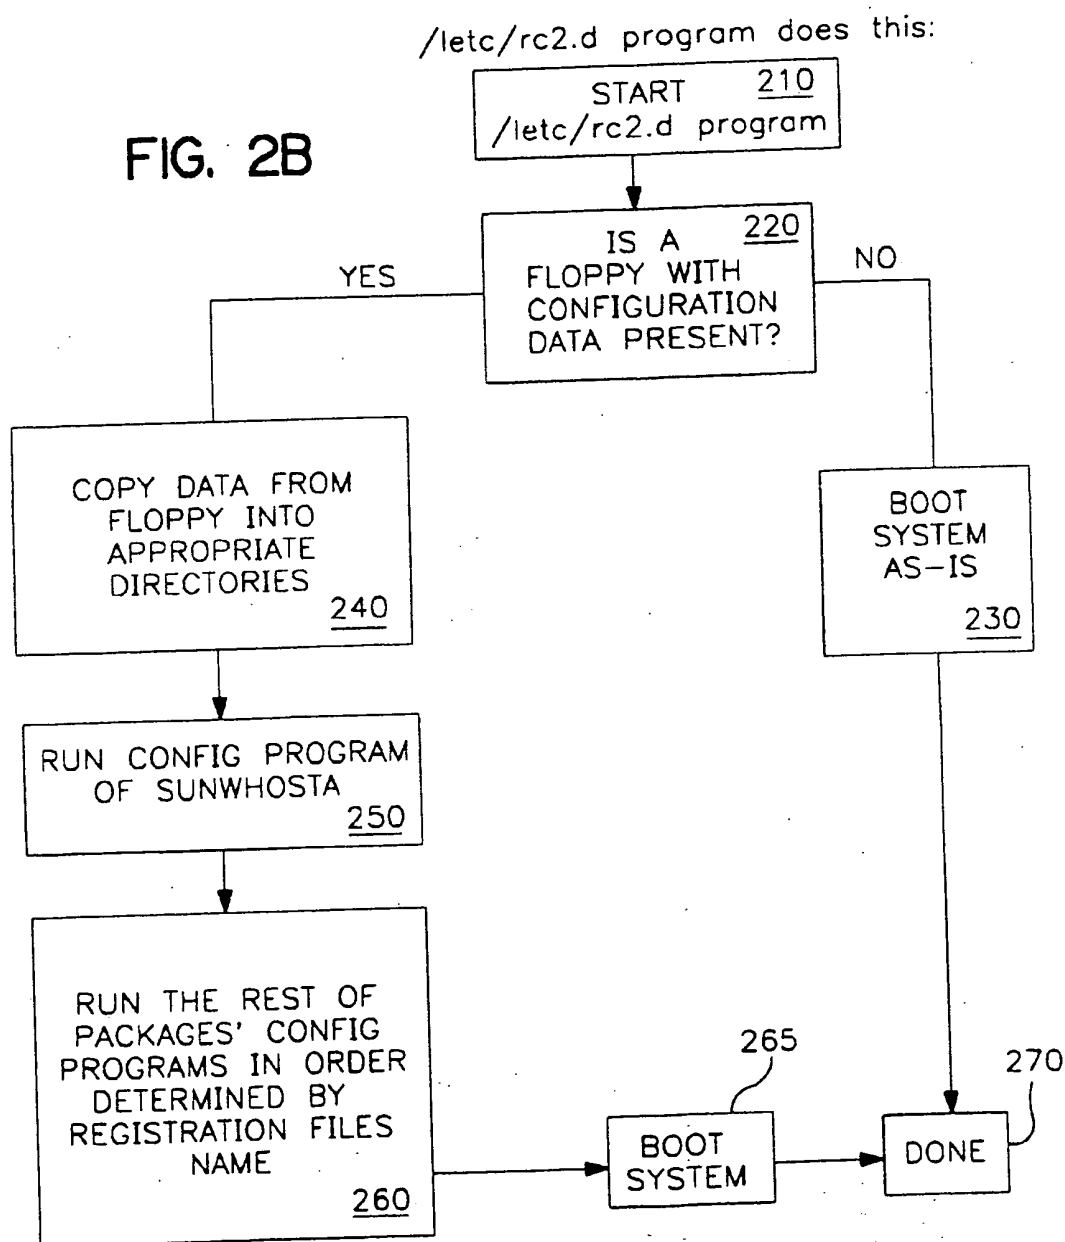 /letc/rc2.d program does this:
START 210
/letc/rc2.d program
FIG. 2B
IS A 220
FLOPPY WITH
CONFIGURATION
DATA PRESENT?
YES
NO
COPY DATA FROM
FLOPPY INTO
APPROPRIATE
DIRECTORIES
240
BOOT
SYSTEM
AS-IS
230
RUN CONFIG PROGRAM
OF SUNWHOSTA
250
RUN THE REST OF
PACKAGES' CONFIG
PROGRAMS IN ORDER
DETERMINED BY
REGISTRATION FILES
NAME
260
265
BOOT
SYSTEM
270
DONE